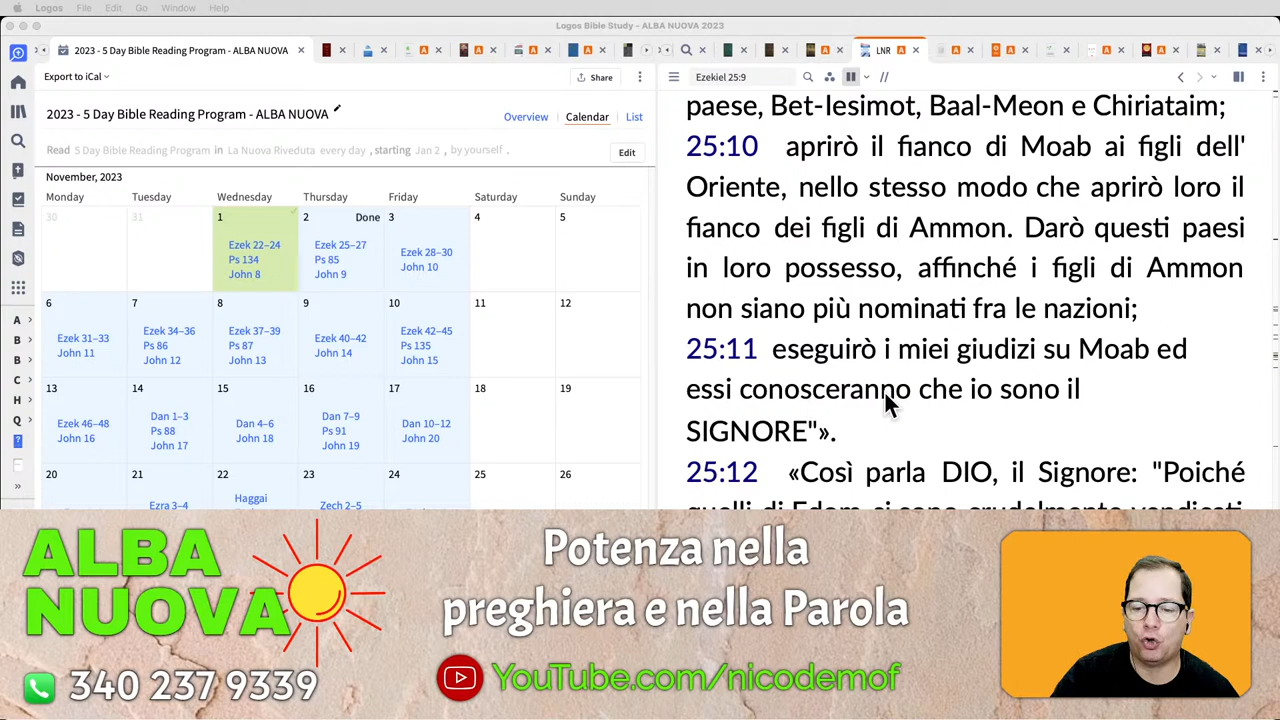 Logos File Edit Go Window Help
Logos Bible Study - ALBA NUOVA 2023
2023 - 5 Day Bible Reading Program - ALBA NUOVA
LNR A
Export to iCal
Share
Ezekiel 25:9
2023 - 5 Day Bible Reading Program - ALBA NUOVA
Overview Calendar List
Read 5 Day Bible Reading Program in La Nuova Riveduta every day , starting Jan 2 , by yourself .
Edit
November, 2023
Monday Tuesday Wednesday Thursday Friday Saturday Sunday
30 31 1 2 Done 3 4 5
Ezek 22–24
Ps 134
John 8
Ezek 25–27
Ps 85
John 9
Ezek 28–30
John 10
6 7 8 9 10 11 12
Ezek 31–33
John 11
Ezek 34–36
Ps 86
John 12
Ezek 37–39
Ps 87
John 13
Ezek 40–42
John 14
Ezek 42–45
Ps 135
John 15
13 14 15 16 17 18 19
Ezek 46–48
John 16
Dan 1–3
Ps 88
John 17
Dan 4–6
John 18
Dan 7–9
Ps 91
John 19
Dan 10–12
John 20
20 21 22 23 24 25 26
Ezra 3–4
Haggai
Zech 2–5
A
B
B
C
H
Q
paese, Bet-Iesimot, Baal-Meon e Chiriataim;
25:10 aprirò il fianco di Moab ai figli dell'
Oriente, nello stesso modo che aprirò loro il
fianco dei figli di Ammon. Darò questi paesi
in loro possesso, affinché i figli di Ammon
non siano più nominati fra le nazioni;
25:11 eseguirò i miei giudizi su Moab ed
essi conosceranno che io sono il
SIGNORE"».
25:12 «Così parla DIO, il Signore: "Poiché
quelli di Edom si sono crudelmente vendicati
ALBA
NUOVA
340 237 9339
Potenza nella
preghiera e nella Parola
YouTube.com/nicodemof